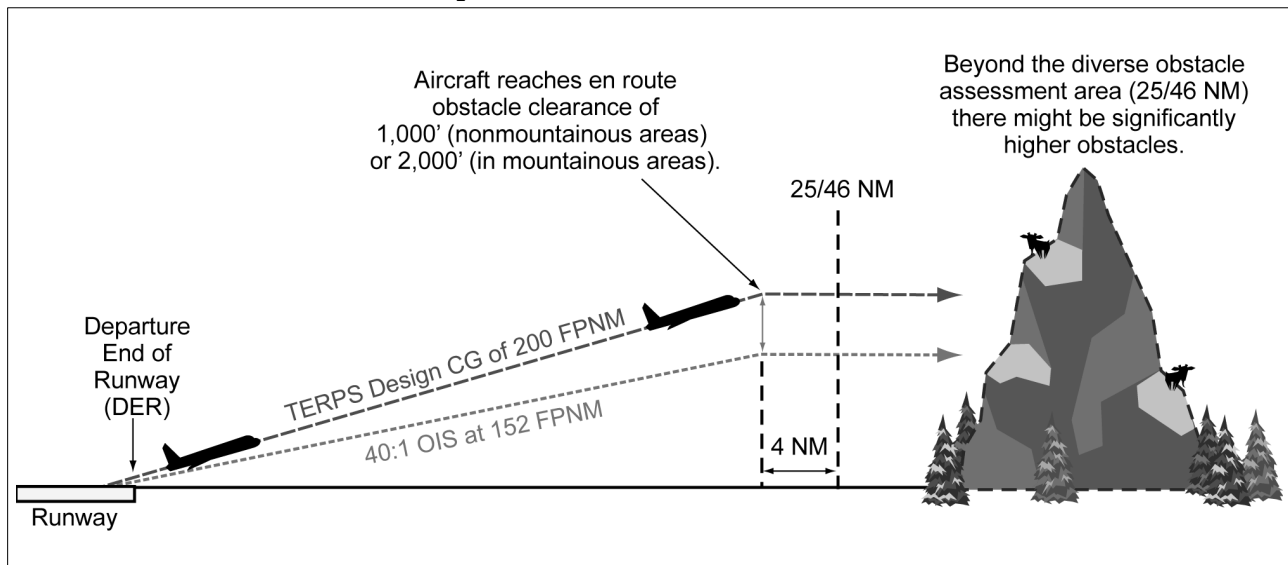 Aircraft reaches en route
obstacle clearance of
1,000’ (nonmountainous areas)
or 2,000’ (in mountainous areas).
Beyond the diverse obstacle
assessment area (25/46 NM)
there might be significantly
higher obstacles.
25/46 NM
Departure
End of
Runway
(DER)
TERPS Design CG of 200 FPNM
40:1 OIS at 152 FPNM
4 NM
Runway